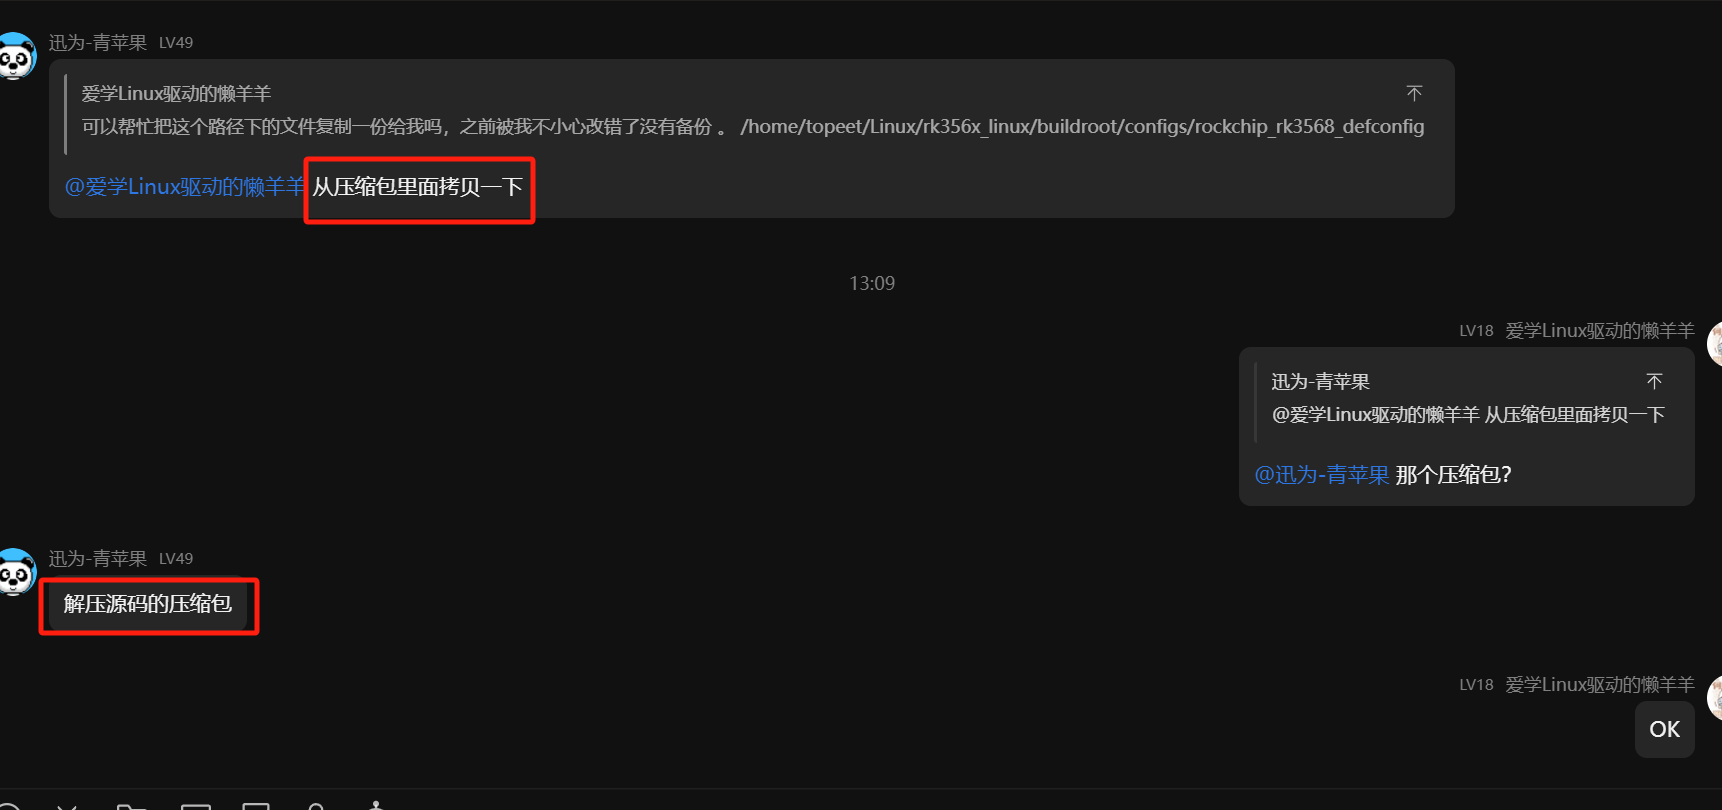 迅为-青苹果 LV49
爱学Linux驱动的懒羊羊
可以帮忙把这个路径下的文件复制一份给我吗，之前被我不小心改错了没有备份 。 /home/topeet/Linux/rk356x_linux/buildroot/configs/rockchip_rk3568_defconfig
@爱学Linux驱动的懒羊羊 从压缩包里面拷贝一下
13:09
LV18 爱学Linux驱动的懒羊羊
迅为-青苹果
@爱学Linux驱动的懒羊羊 从压缩包里面拷贝一下
@迅为-青苹果 那个压缩包?
迅为-青苹果 LV49
解压源码的压缩包
LV18 爱学Linux驱动的懒羊羊
OK